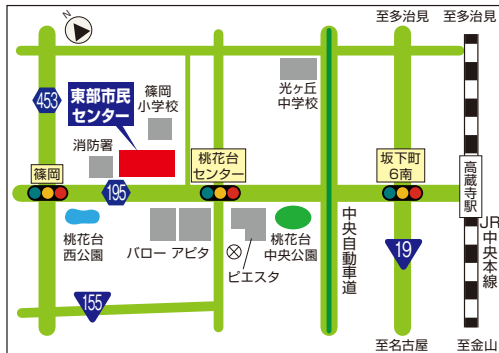 N
至多治見
至多治見
453
東部市民
センター
篠岡
小学校
光ヶ丘
中学校
消防署
篠岡
桃花台
センター
坂下町
6南
高蔵寺駅
195
桃花台
西公園
バロー
アピタ
ピエスタ
桃花台
中央公園
中央自動車道
19
JR中央本線
155
至名古屋
至金山